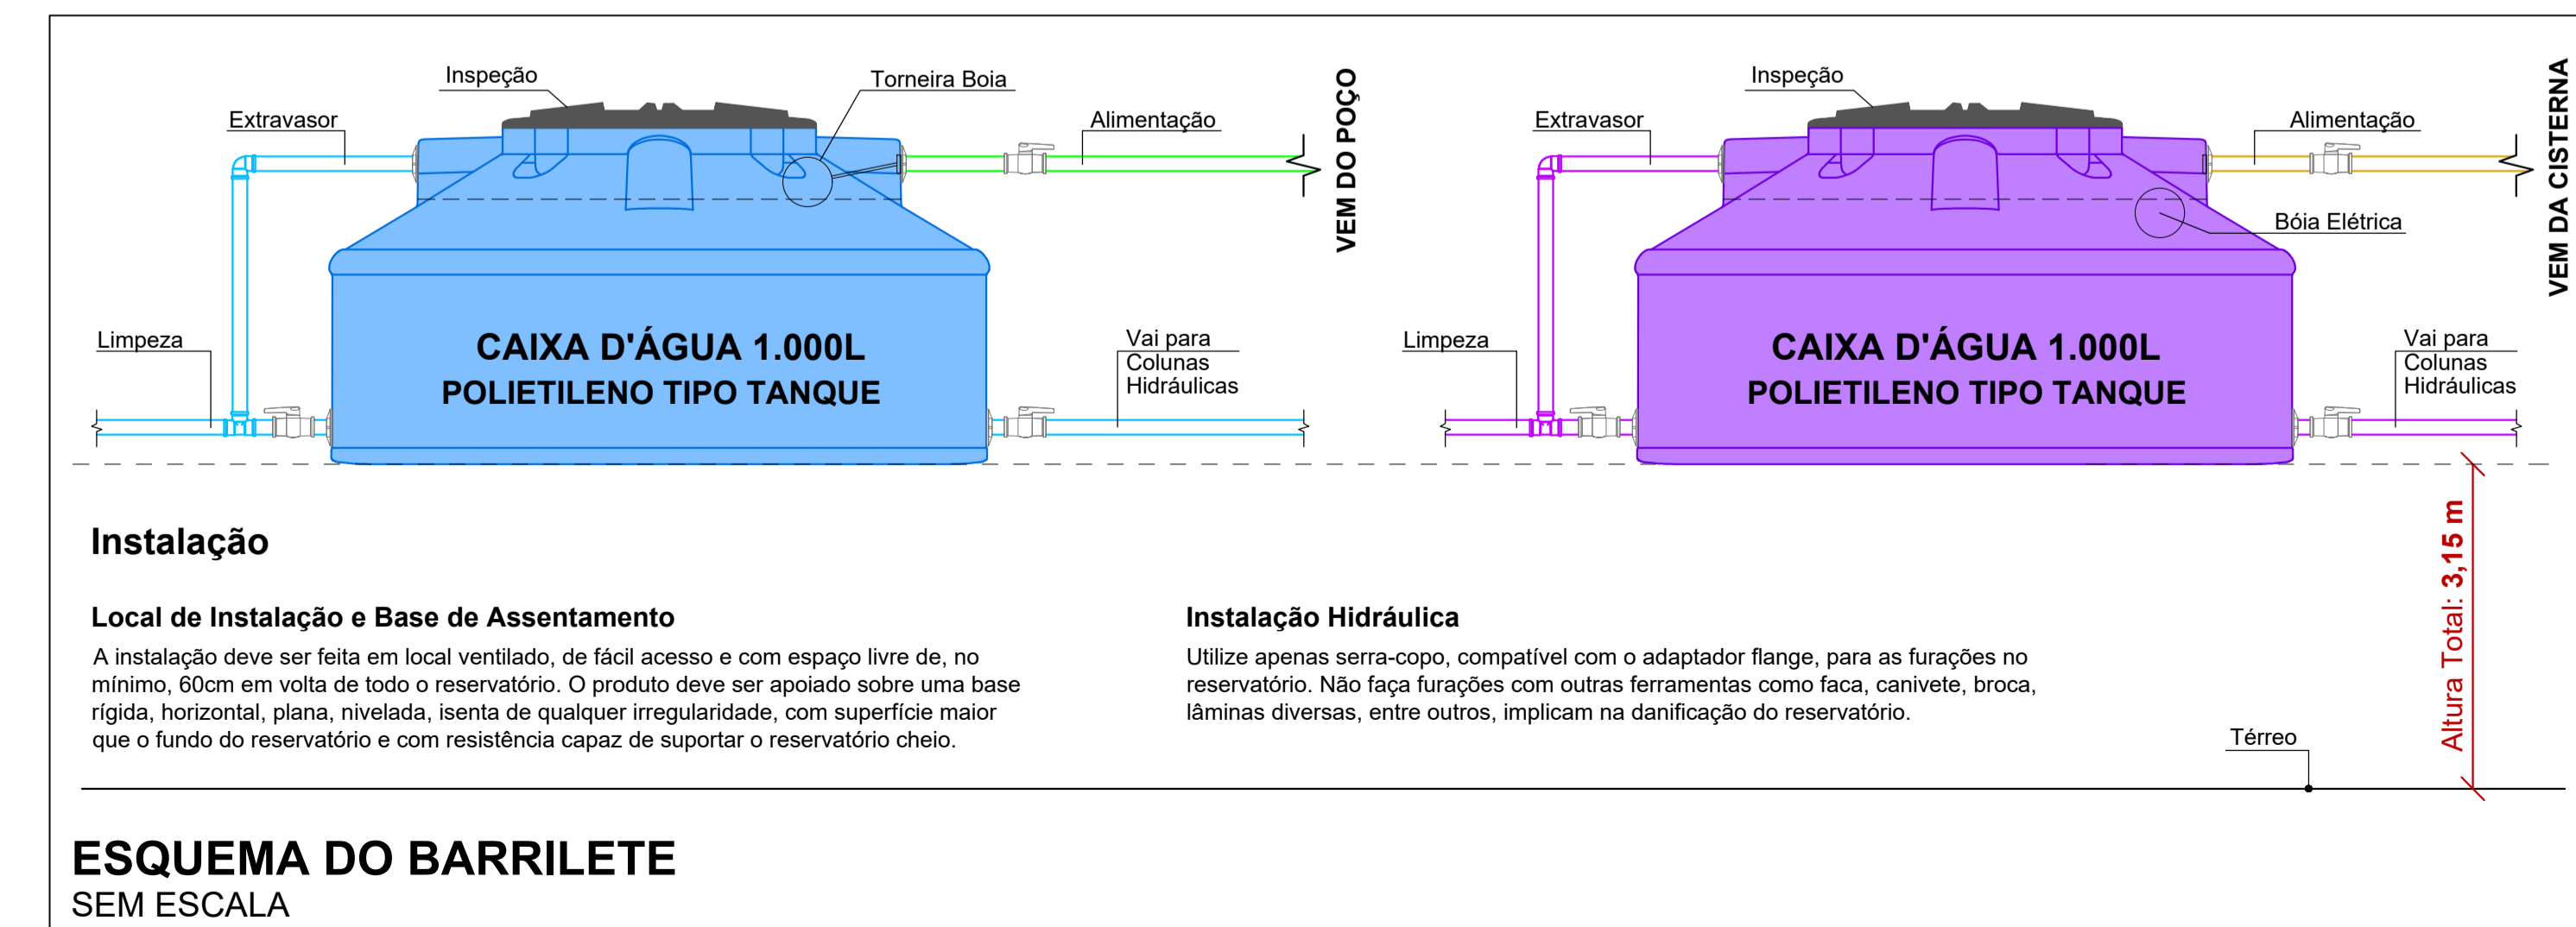 Inspeção
Torneira Boia
Extravasor
Alimentação
VEM DO POÇO
Limpeza
CAIXA D'ÁGUA 1.000L
POLIETILENO TIPO TANQUE
Vai para
Colunas
Hidráulicas
Inspeção
Extravasor
Alimentação
VEM DA CISTERNA
Bóia Elétrica
Limpeza
CAIXA D'ÁGUA 1.000L
POLIETILENO TIPO TANQUE
Vai para
Colunas
Hidráulicas
Instalação
Local de Instalação e Base de Assentamento
A instalação deve ser feita em local ventilado, de fácil acesso e com espaço livre de, no
mínimo, 60cm em volta de todo o reservatório. O produto deve ser apoiado sobre uma base
rígida, horizontal, plana, nivelada, isenta de qualquer irregularidade, com superfície maior
que o fundo do reservatório e com resistência capaz de suportar o reservatório cheio.
Instalação Hidráulica
Utilize apenas serra-copo, compatível com o adaptador flange, para as furações no
reservatório. Não faça furações com outras ferramentas como faca, canivete, broca,
lâminas diversas, entre outros, implicam na danificação do reservatório.
Altura Total: 3,15 m
Térreo
ESQUEMA DO BARRILETE
SEM ESCALA